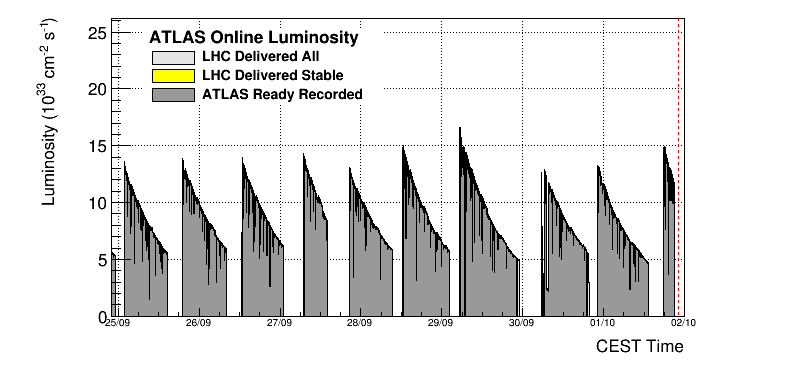 ATLAS Online Luminosity
LHC Delivered All
LHC Delivered Stable
ATLAS Ready Recorded
Luminosity (10³³ cm⁻² s⁻¹)
25
20
15
10
5
0
25/09 26/09 27/09 28/09 29/09 30/09 01/10 02/10
CEST Time